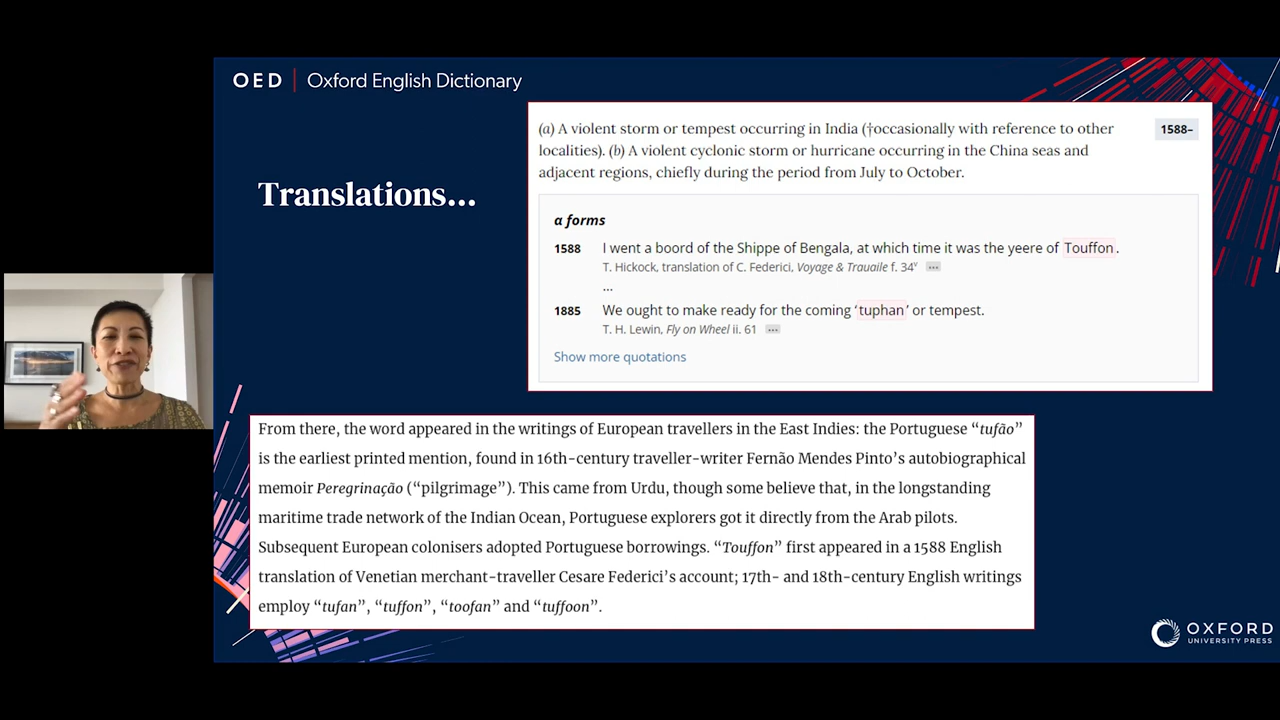 OED | Oxford English Dictionary
Translations...
(a) A violent storm or tempest occurring in India (†occasionally with reference to other
localities). (b) A violent cyclonic storm or hurricane occurring in the China seas and
adjacent regions, chiefly during the period from July to October.
1588–
α forms
1588 I went a boord of the Shippe of Bengala, at which time it was the yeere of Touffon.
T. Hickock, translation of C. Federici, Voyage & Trauaile f. 34ᵛ ...
...
1885 We ought to make ready for the coming ‘tuphan’ or tempest.
T. H. Lewin, Fly on Wheel ii. 61 ...
Show more quotations
From there, the word appeared in the writings of European travellers in the East Indies: the Portuguese “tufão”
is the earliest printed mention, found in 16th-century traveller-writer Fernão Mendes Pinto’s autobiographical
memoir Peregrinação (“pilgrimage”). This came from Urdu, though some believe that, in the longstanding
maritime trade network of the Indian Ocean, Portuguese explorers got it directly from the Arab pilots.
Subsequent European colonisers adopted Portuguese borrowings. “Touffon” first appeared in a 1588 English
translation of Venetian merchant-traveller Cesare Federici’s account; 17th- and 18th-century English writings
employ “tufan”, “tuffon”, “toofan” and “tuffoon”.
OXFORD
UNIVERSITY PRESS